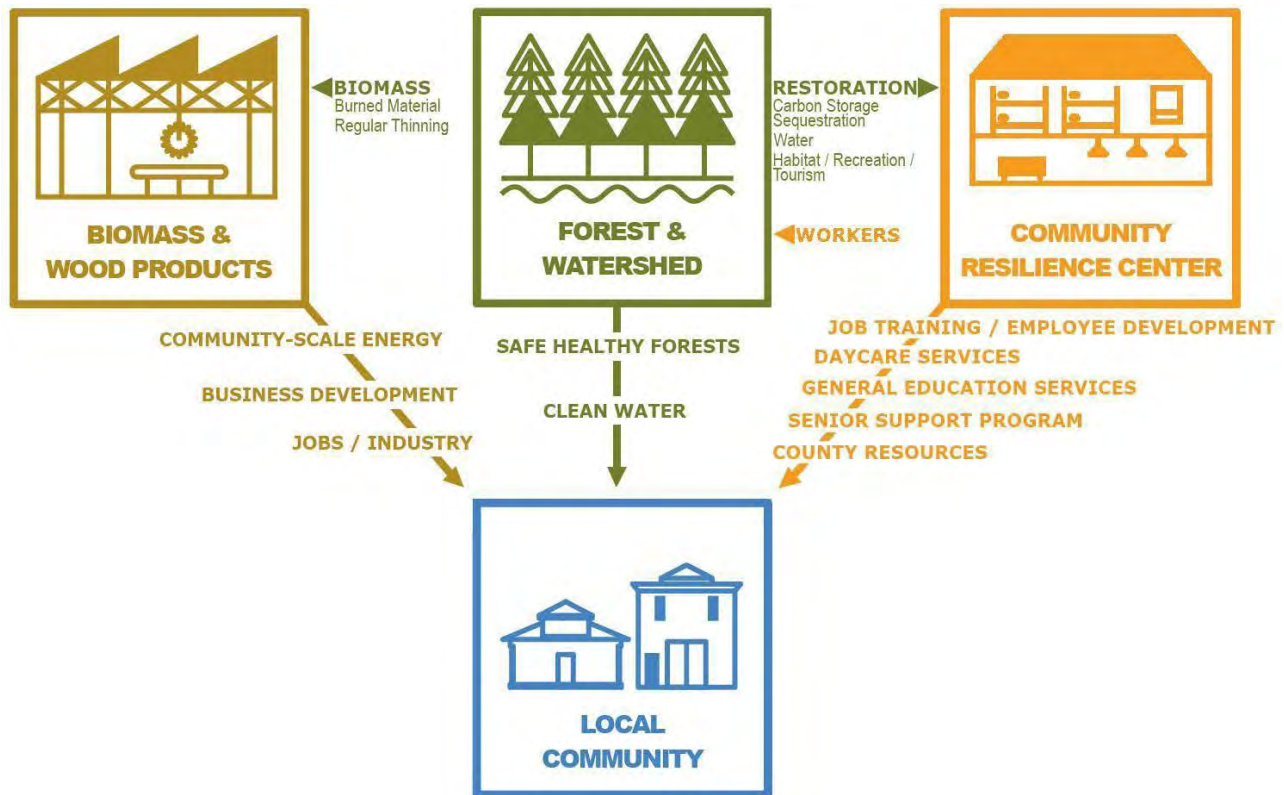 BIOMASS
Burned Material
Regular Thinning
BIOMASS &
WOOD PRODUCTS
FOREST &
WATERSHED
RESTORATION
Carbon Storage
Sequestration
Water
Habitat / Recreation /
Tourism
WORKERS
COMMUNITY
RESILIENCE CENTER
COMMUNITY-SCALE ENERGY
BUSINESS DEVELOPMENT
JOBS / INDUSTRY
SAFE HEALTHY FORESTS
CLEAN WATER
JOB TRAINING / EMPLOYEE DEVELOPMENT
DAYCARE SERVICES
GENERAL EDUCATION SERVICES
SENIOR SUPPORT PROGRAM
COUNTY RESOURCES
LOCAL
COMMUNITY